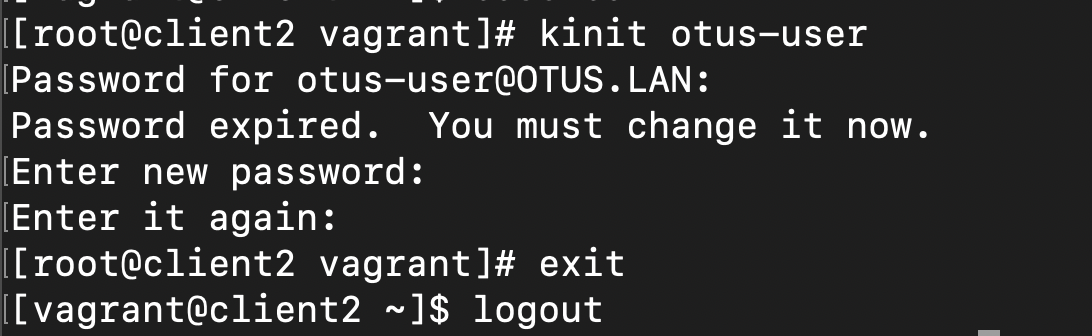 [root@client2 vagrant]# kinit otus-user
Password for otus-user@OTUS.LAN:
Password expired.  You must change it now.
Enter new password:
Enter it again:
[root@client2 vagrant]# exit
[vagrant@client2 ~]$ logout